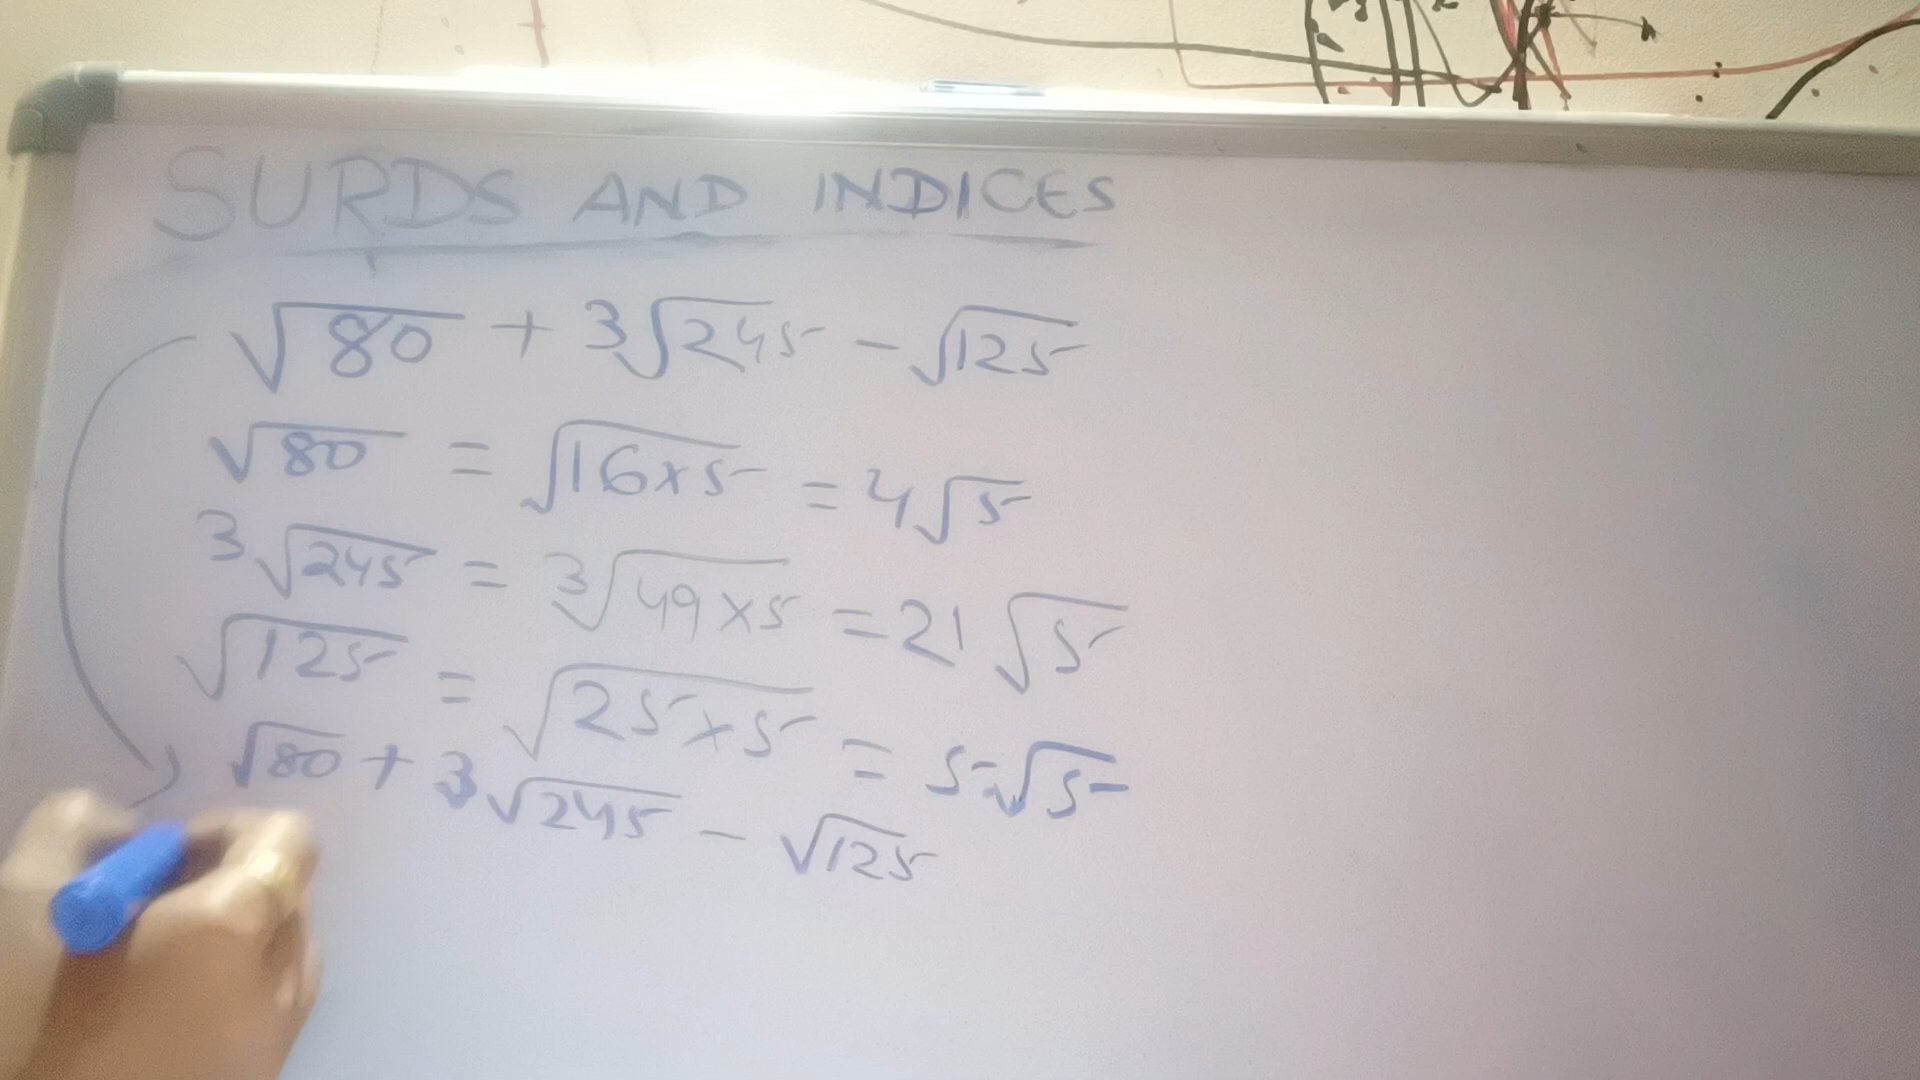 SURDS AND INDICES
√80 + 3√245 - √125
√80 = √16×5 = 4√5
3√245 = 3√49×5 = 21√5
√125 = √25×5 = 5√5
√80 + 3√245 - √125